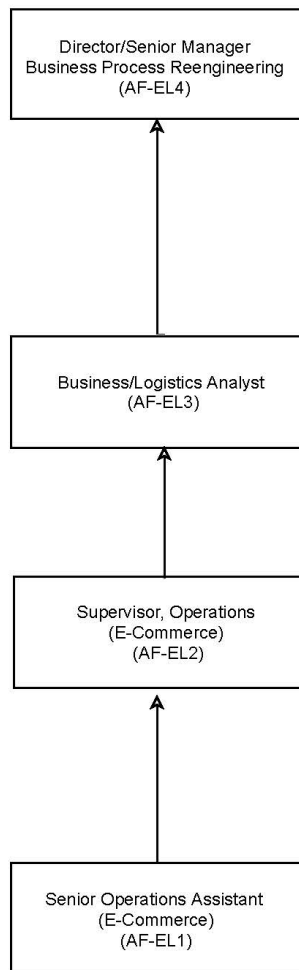 Director/Senior Manager
Business Process Reengineering
(AF-EL4)
Business/Logistics Analyst
(AF-EL3)
Supervisor, Operations
(E-Commerce)
(AF-EL2)
Senior Operations Assistant
(E-Commerce)
(AF-EL1)